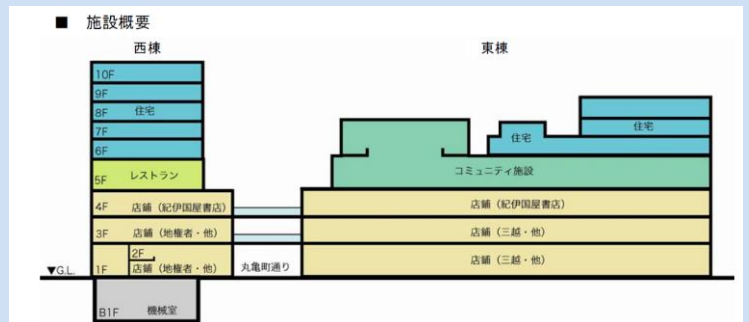 ■ 施設概要
西棟
東棟
10F
9F
8F 住宅
7F
6F
5F レストラン
4F 店舗（紀伊国屋書店）
3F 店舗（地権者・他）
2F
1F 店舗（地権者・他）
▼G.L.
B1F 機械室
丸亀町通り
住宅
住宅
コミュニティ施設
店舗（紀伊国屋書店）
店舗（三越・他）
店舗（三越・他）